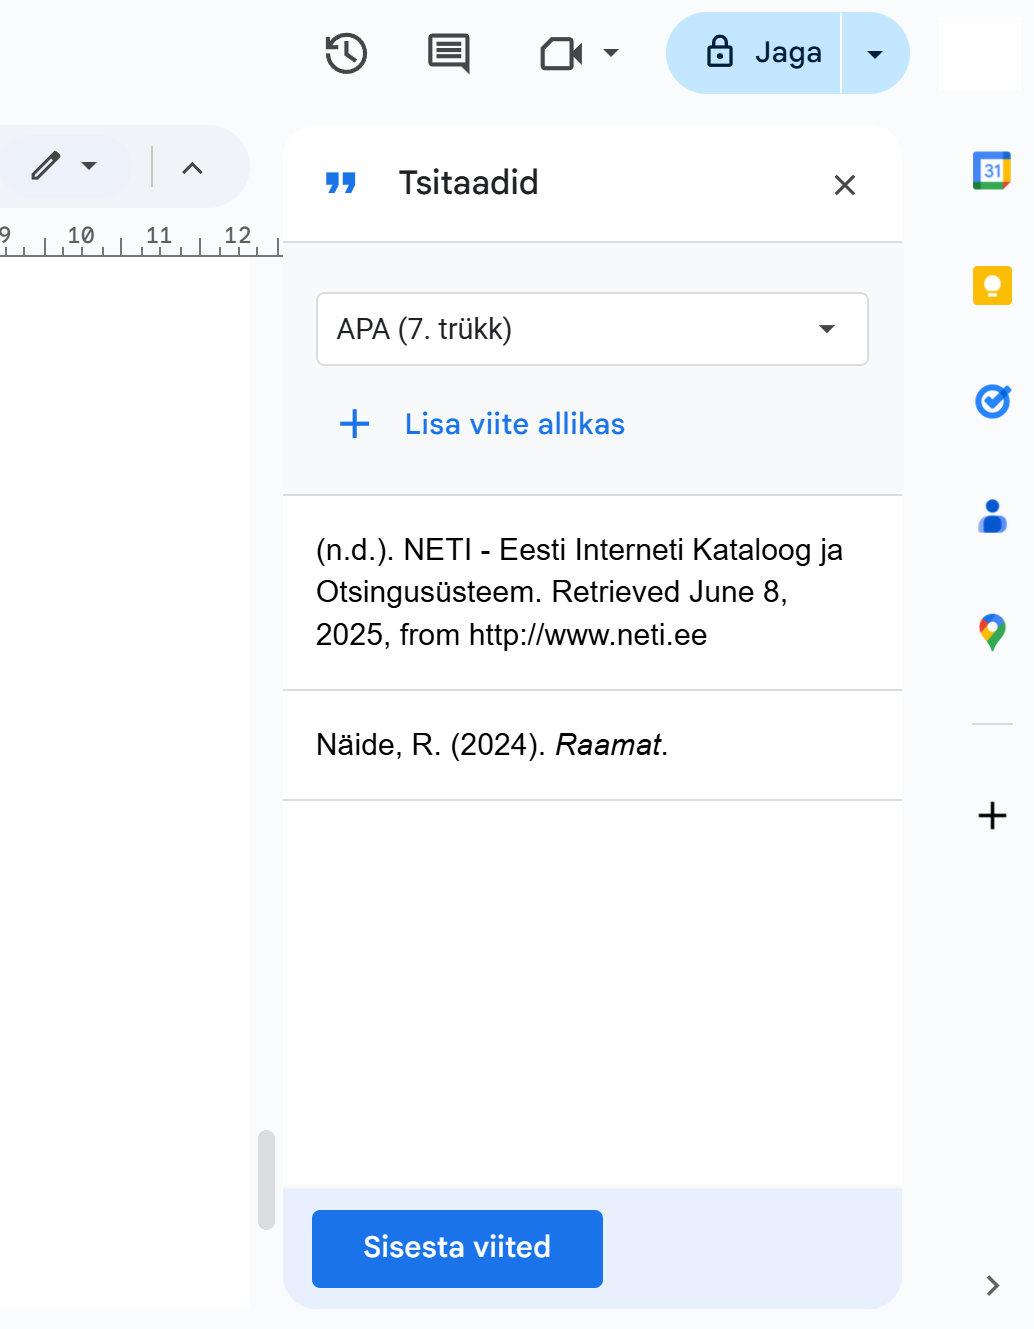 Jaga
Tsitaadid
31
9 10 11 12
APA (7. trükk)
Lisa viite allikas
(n.d.). NETI - Eesti Interneti Kataloog ja
Otsingusüsteem. Retrieved June 8,
2025, from http://www.neti.ee
Näide, R. (2024). Raamat.
Sisesta viited